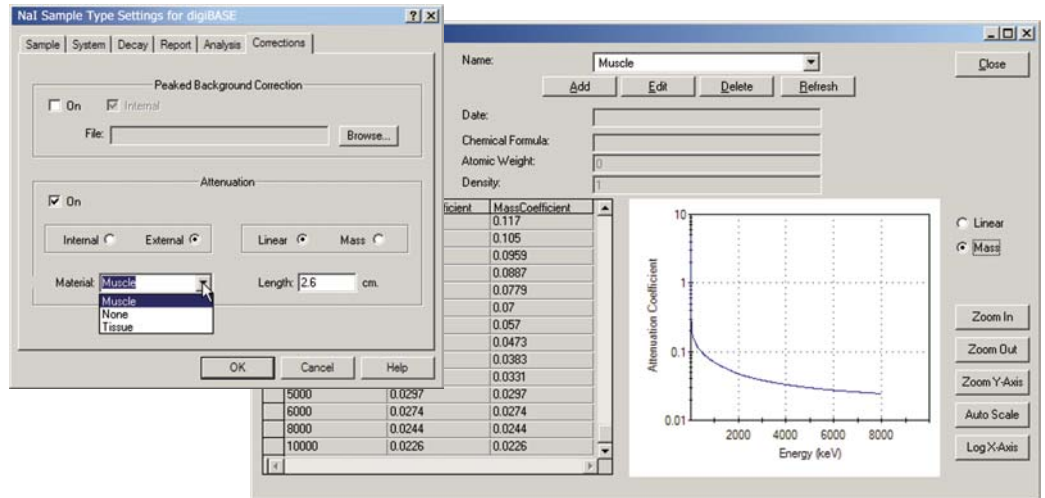 NaI Sample Type Settings for digiBASE
Sample System Decay Report Analysis Corrections
Peaked Background Correction
On Internal
File: Browse...
Attenuation
On
Internal External Linear Mass
Material: Muscle Length: 2.6 cm.
Muscle
None
Tissue
OK Cancel Help
Name: Muscle Close
Add Edit Delete Refresh
Date:
Chemical Formula:
Atomic Weight: 0
Density: 1
ficient MassCoefficient
0.117
0.105
0.0959
0.0887
0.0779
0.07
0.057
0.0473
0.0383
0.0331
5000 0.0297 0.0297
6000 0.0274 0.0274
8000 0.0244 0.0244
10000 0.0226 0.0226
Attenuation Coefficient
10
1
0.1
0.01
2000 4000 6000 8000
Energy (keV)
Linear
Mass
Zoom In
Zoom Out
Zoom Y-Axis
Auto Scale
Log X-Axis